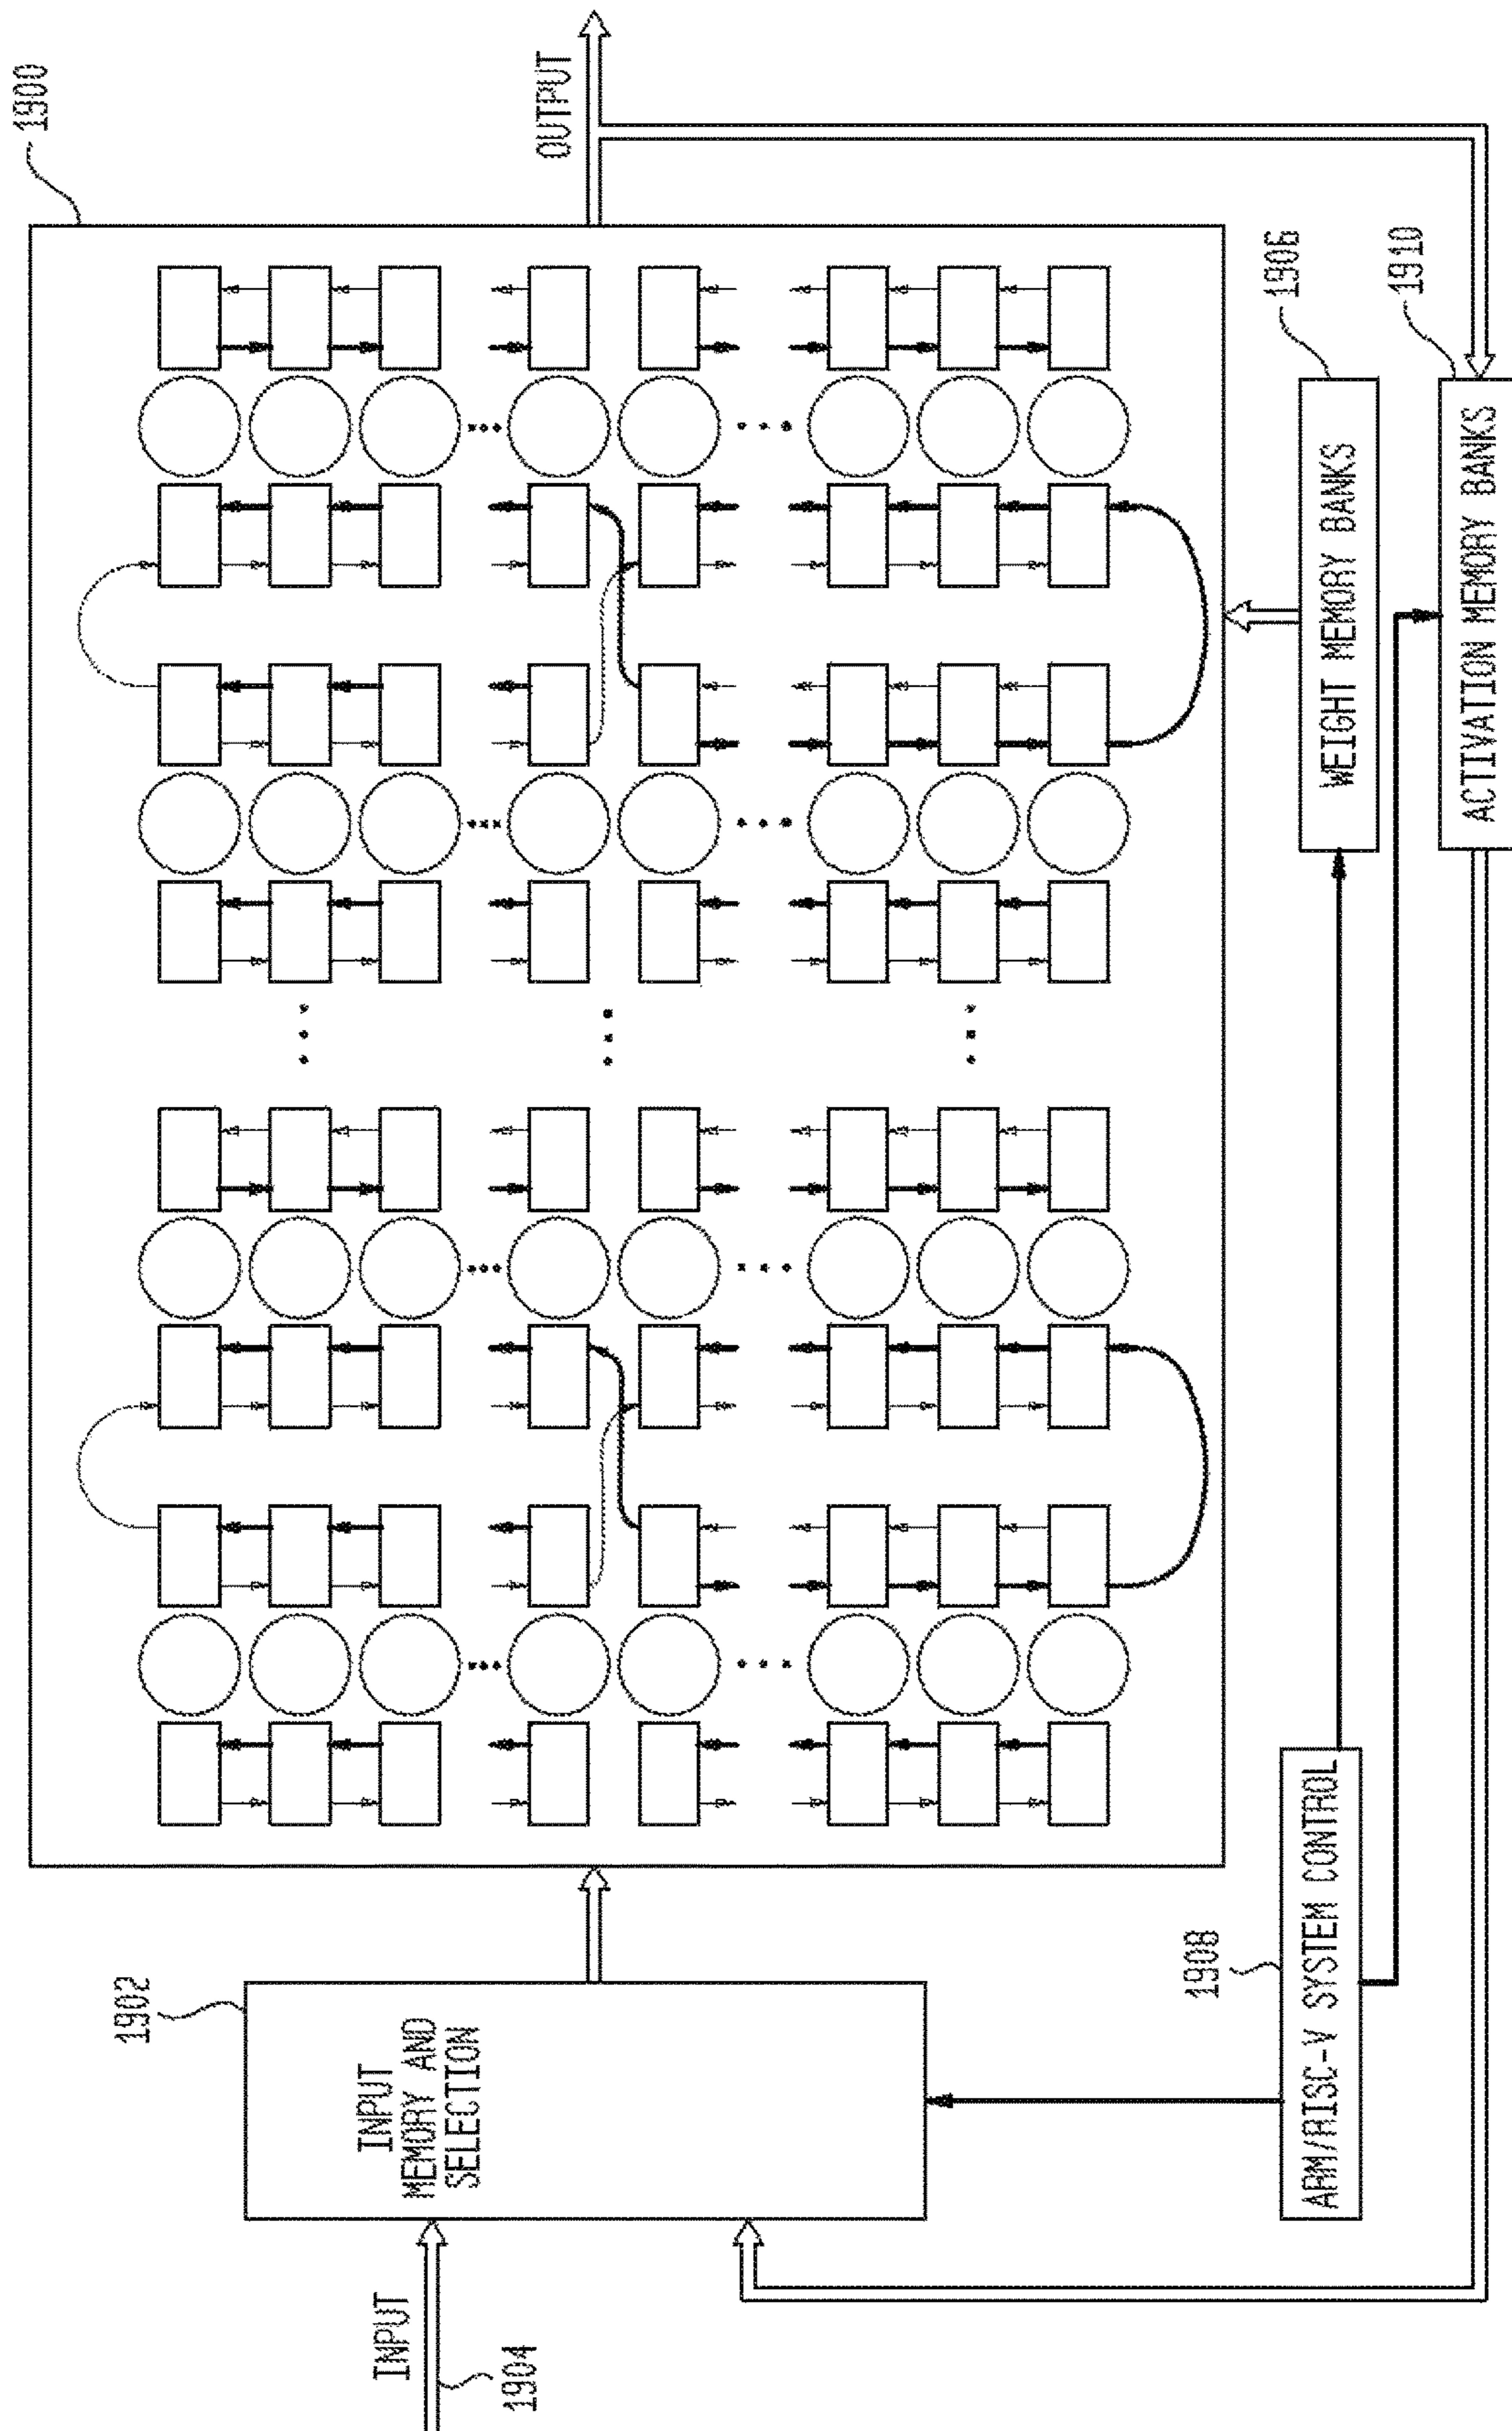 1900
OUTPUT
1902
INPUT
MEMORY AND
SELECTION
INPUT
1904
1906
WEIGHT MEMORY BANKS
1908
ARM/RISC-V SYSTEM CONTROL
1910
ACTIVATION MEMORY BANKS